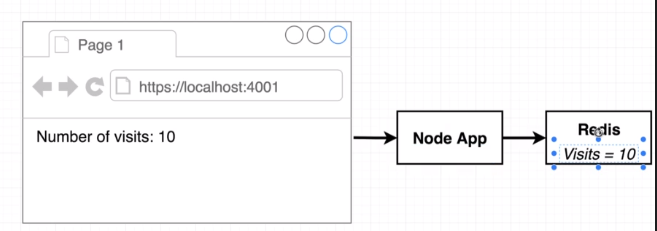 Page 1
https://localhost:4001
Number of visits: 10
Node App
Redis
Visits = 10